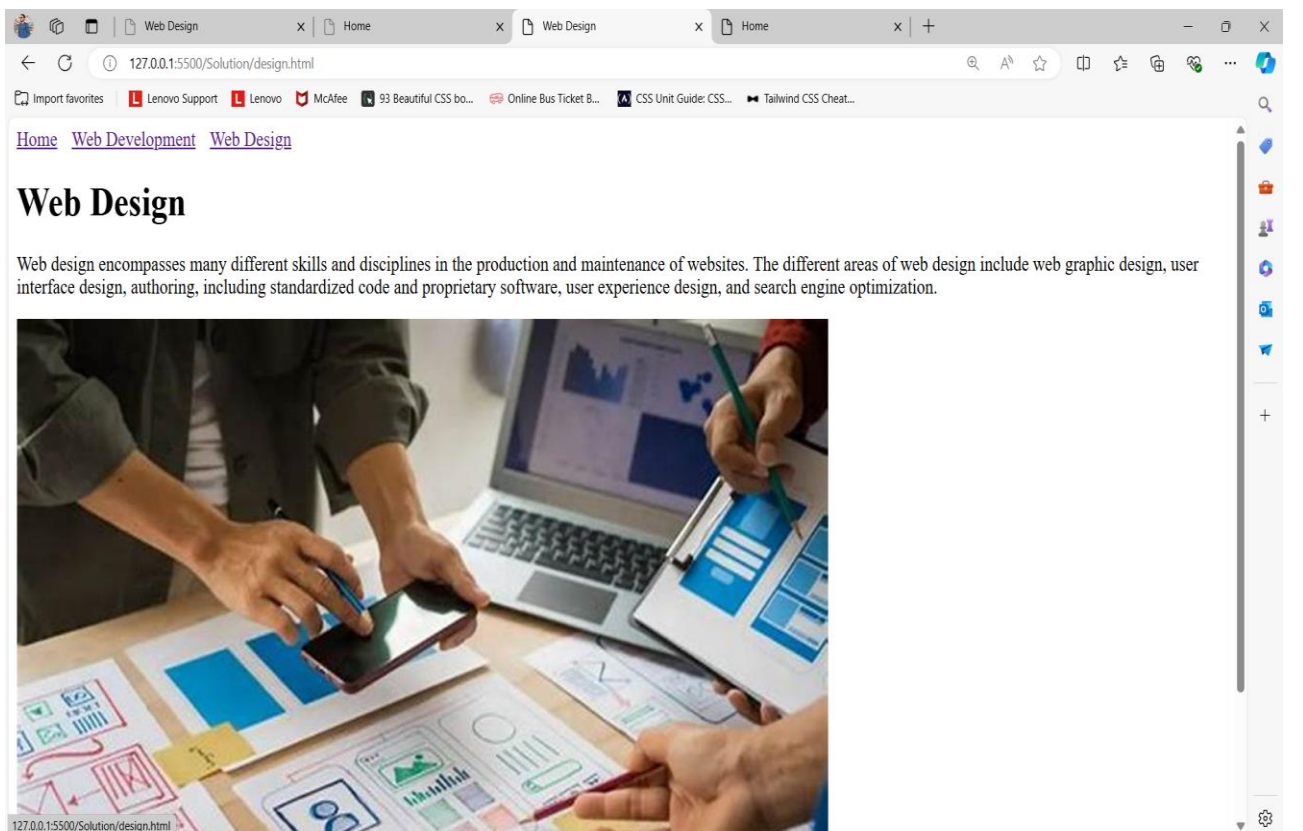 Web Design
Home
Web Design
Home
127.0.0.1:5500/Solution/design.html
Import favorites
Lenovo Support
Lenovo
McAfee
93 Beautiful CSS bo...
Online Bus Ticket B...
CSS Unit Guide: CSS...
Tailwind CSS Cheat...
Home Web Development Web Design
Web Design
Web design encompasses many different skills and disciplines in the production and maintenance of websites. The different areas of web design include web graphic design, user
interface design, authoring, including standardized code and proprietary software, user experience design, and search engine optimization.
127.0.0.1:5500/Solution/design.html